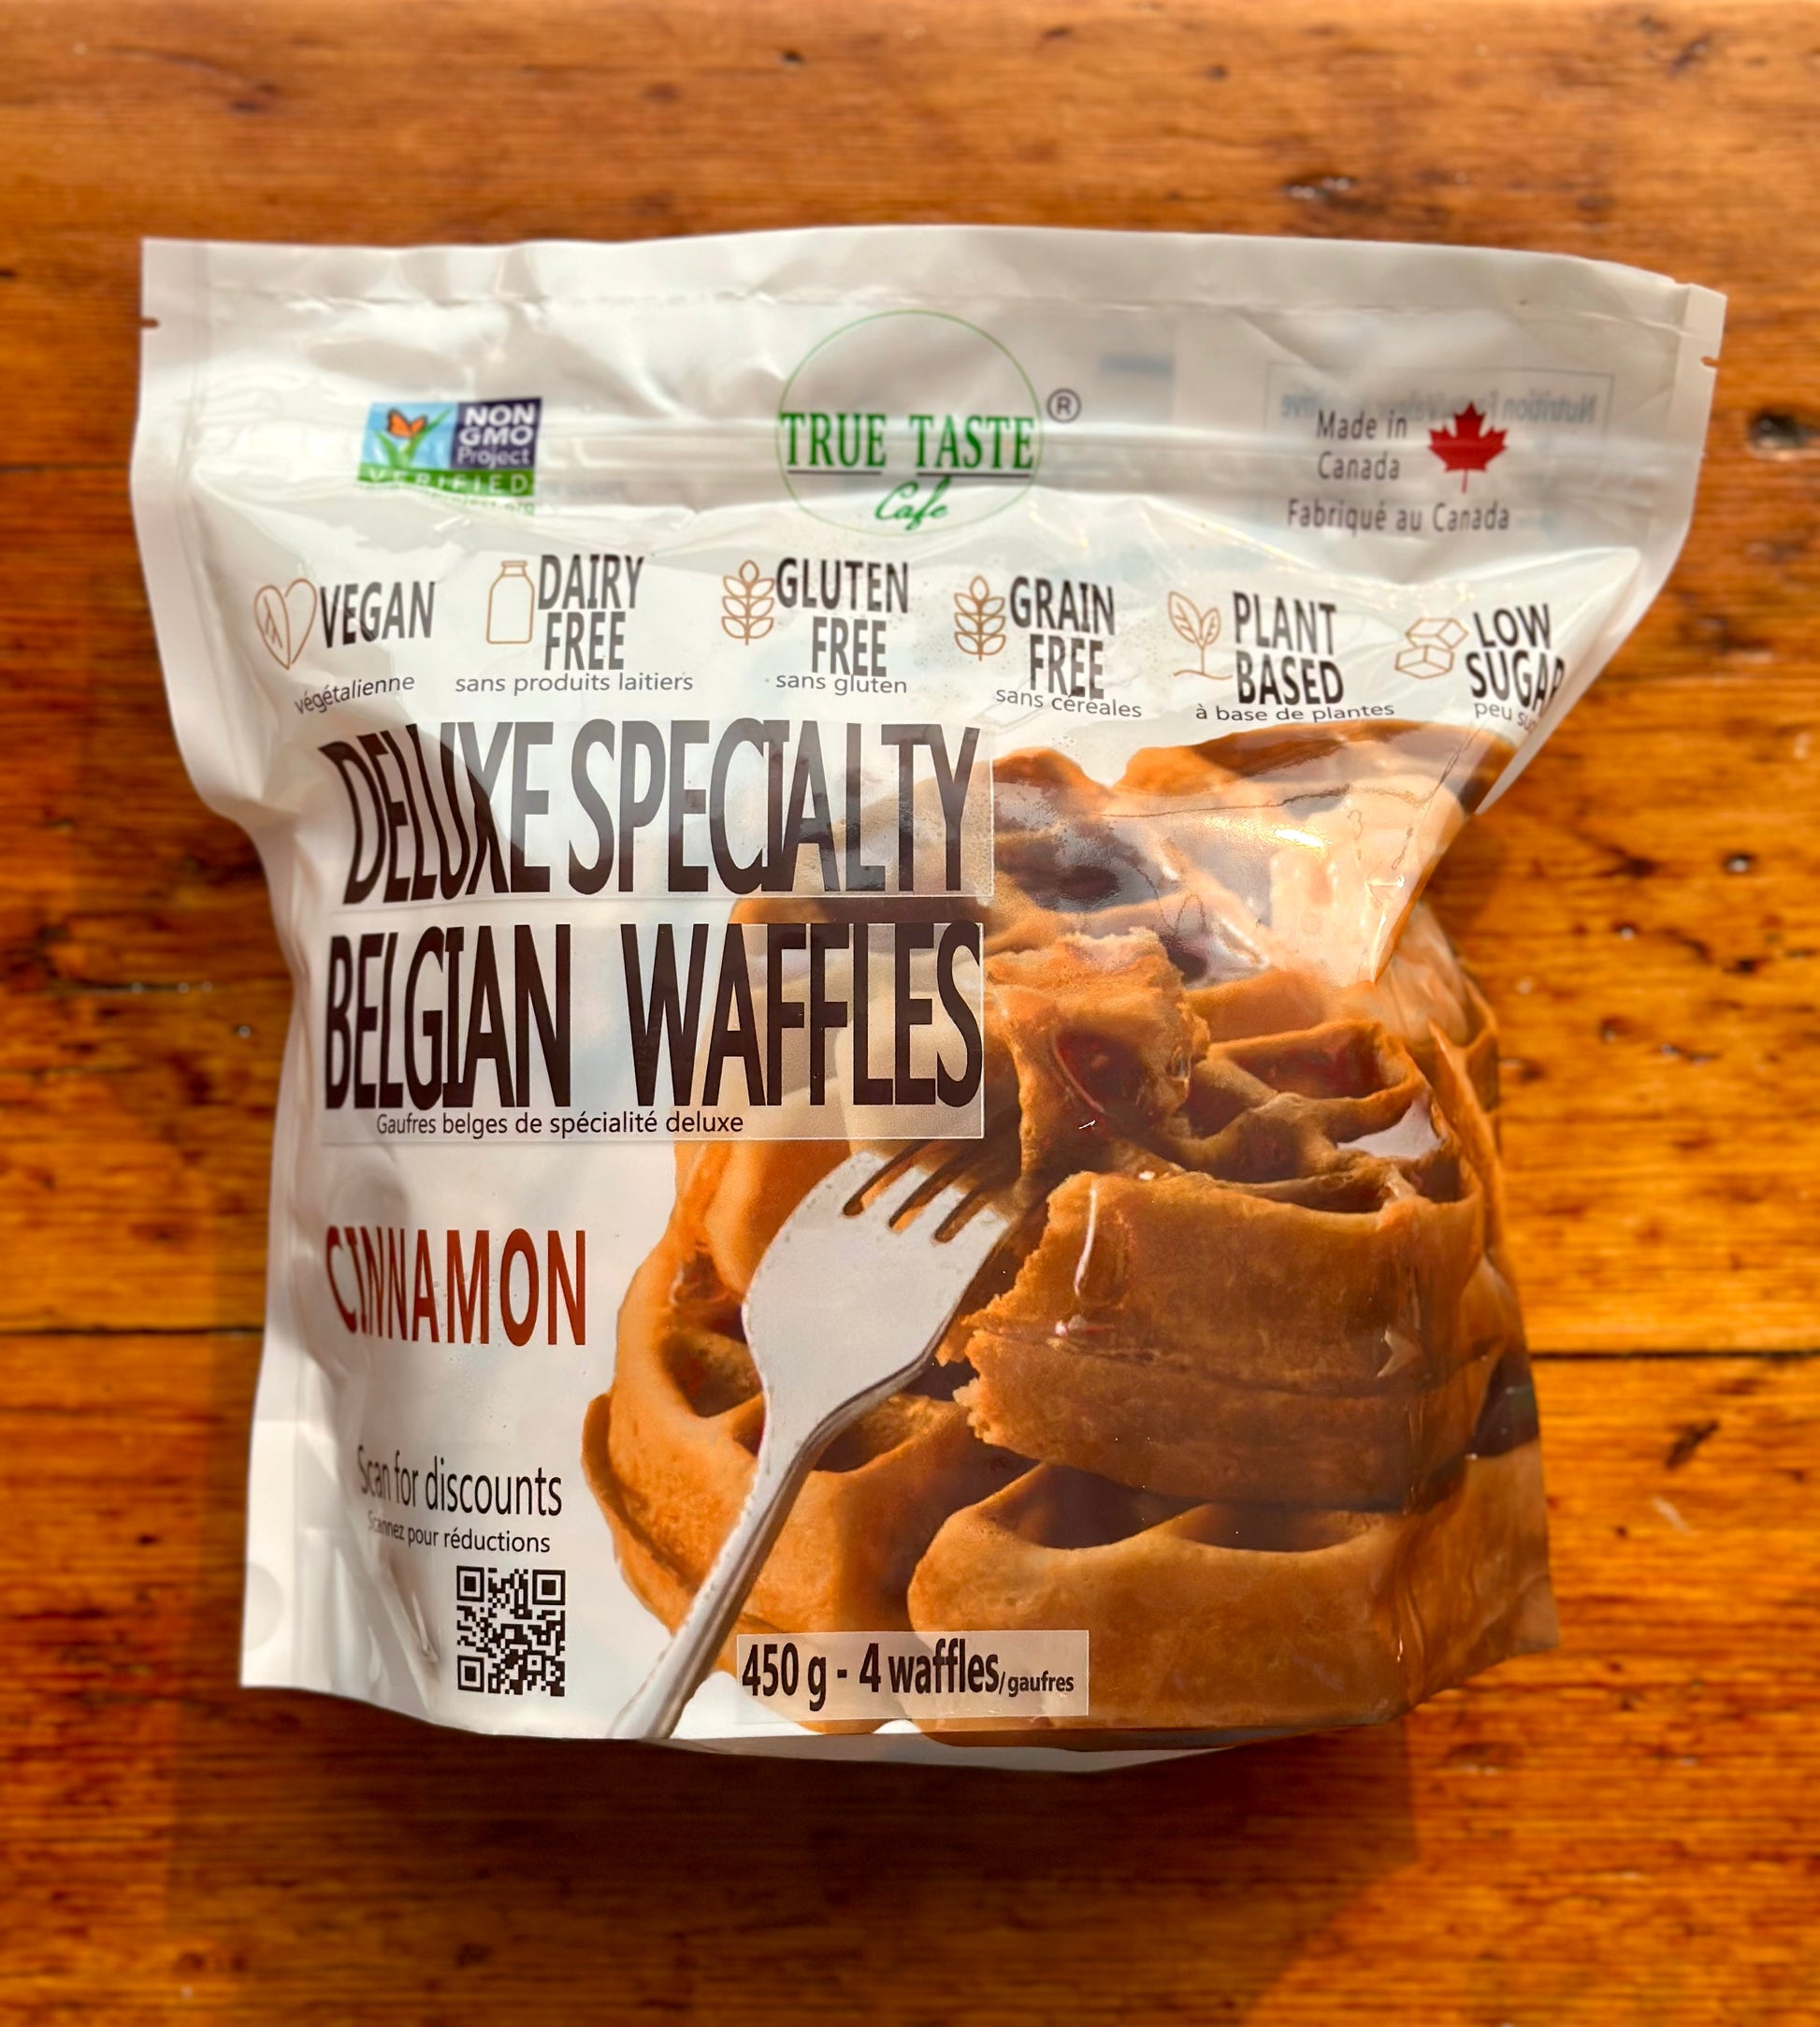 NON
GMO
Project
VERIFIED
TRUE TASTE
Cafe
®
Made in
Canada
Fabriqué au Canada
VEGAN
végétalienne
DAIRY
FREE
sans produits laitiers
GLUTEN
FREE
sans gluten
GRAIN
FREE
sans céréales
PLANT
BASED
à base de plantes
LOW
SUGAR
peu
DELUXE SPECIALTY
BELGIAN WAFFLES
Gaufres belges de spécialité deluxe
CINNAMON
Scan for discounts
Scannez pour réductions
450 g - 4 waffles/gaufres